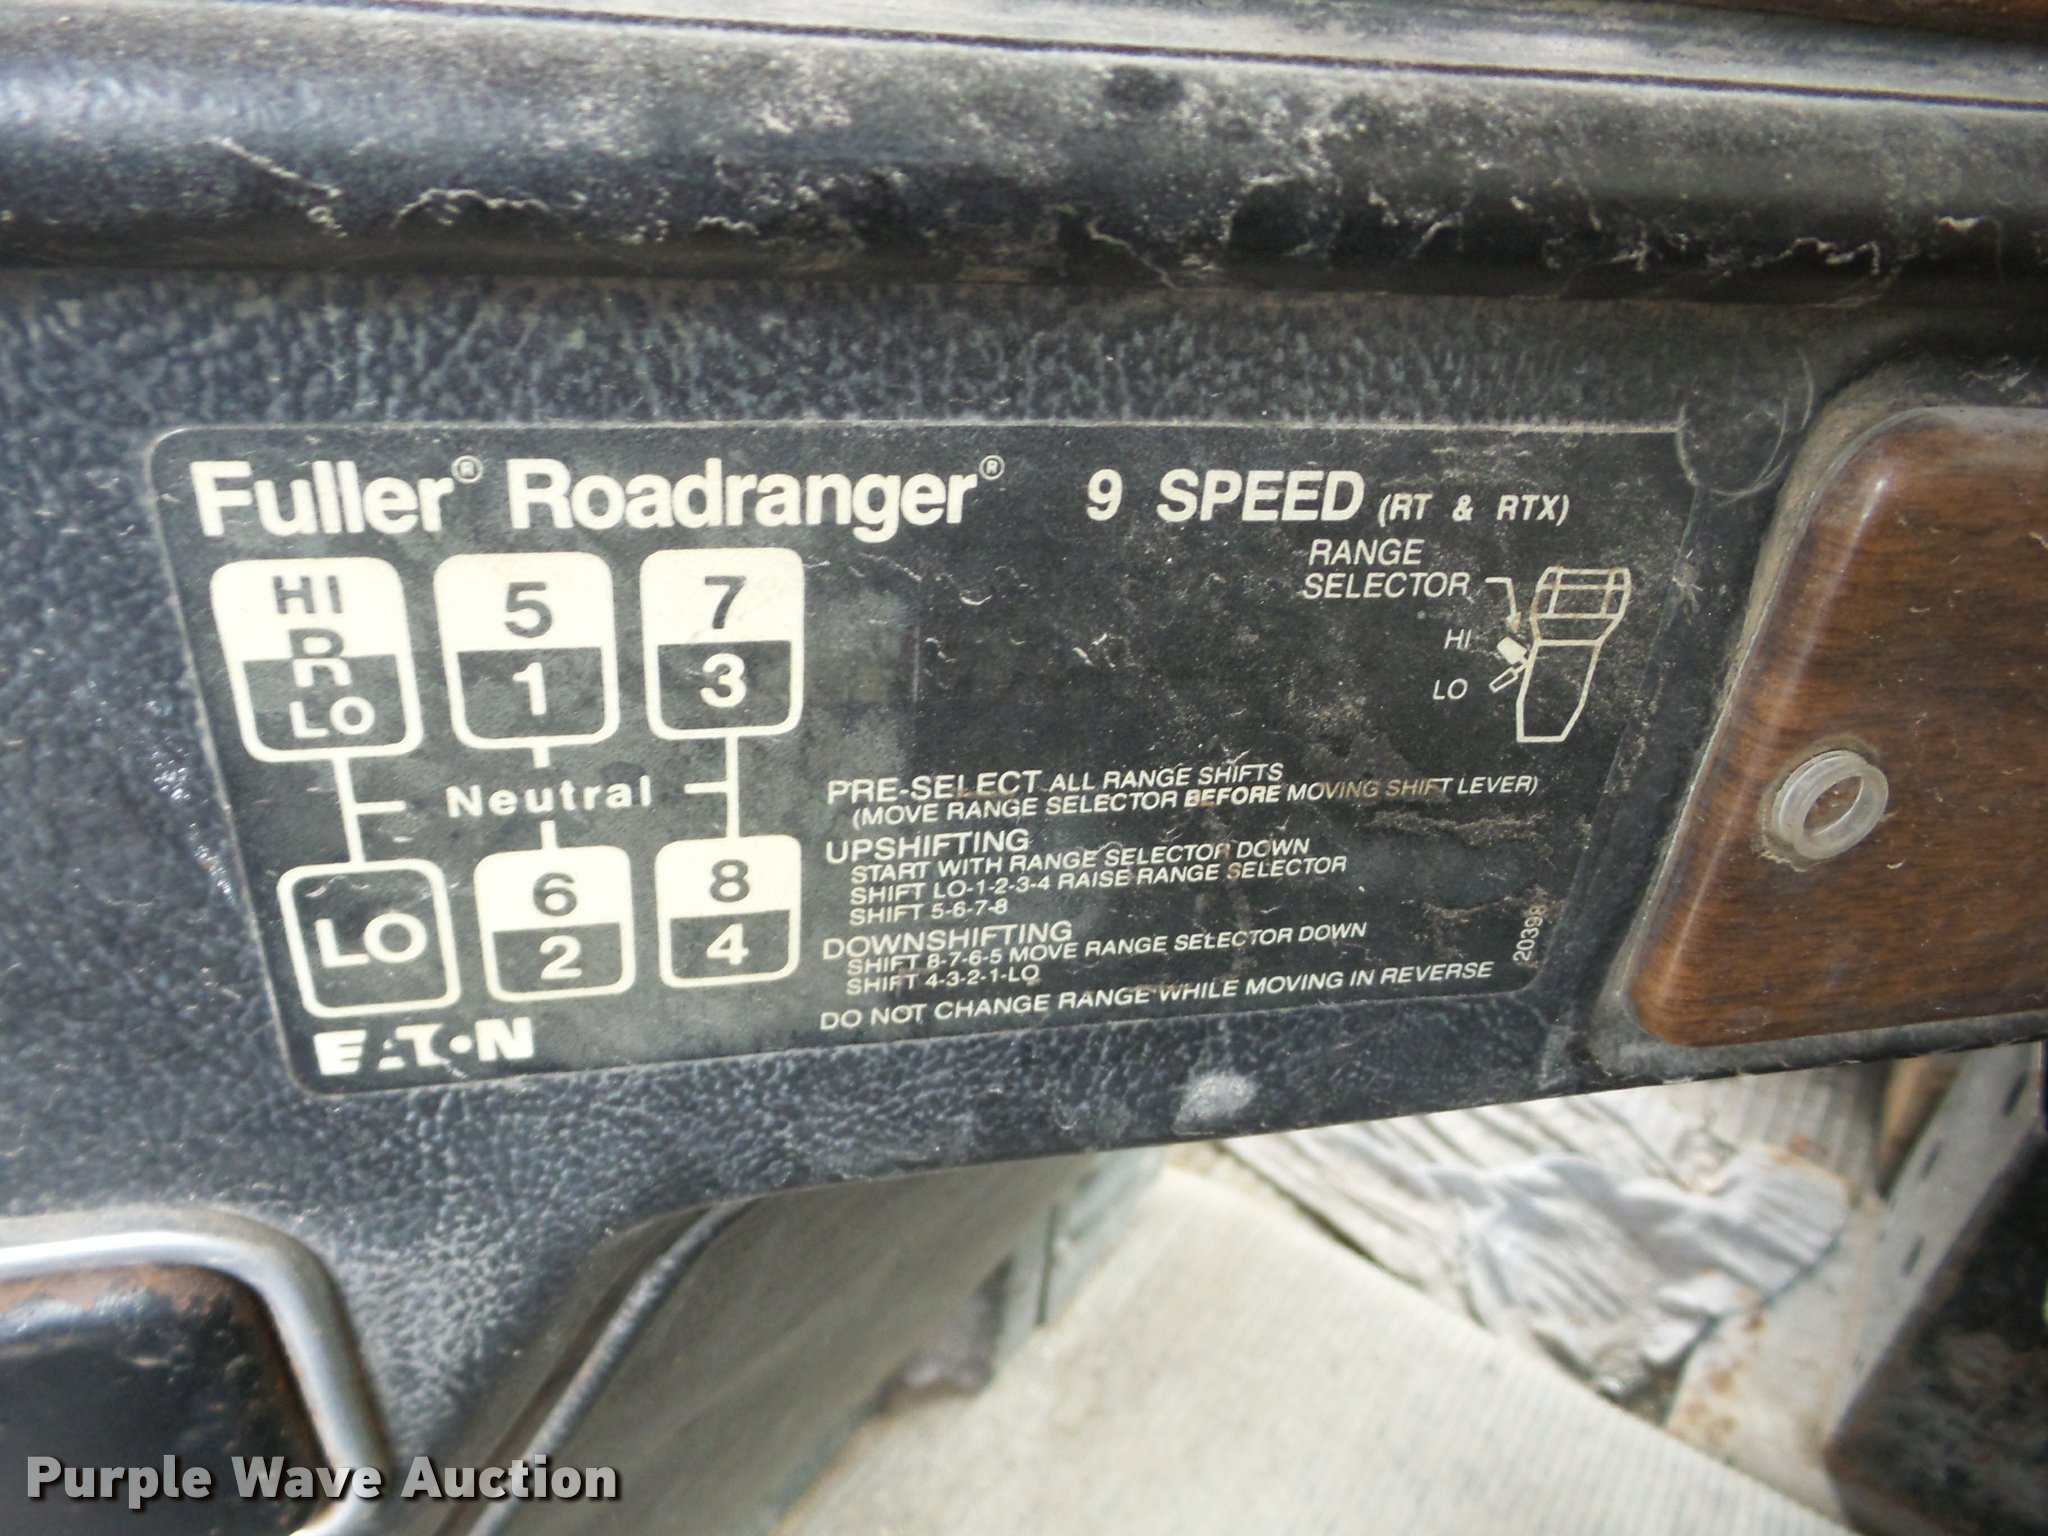 Fuller® Roadranger® 9 SPEED (RT & RTX)
RANGE
SELECTOR
HI
LO
HI
R
LO
5
1
7
3
Neutral
LO
6
2
8
4
PRE-SELECT ALL RANGE SHIFTS
(MOVE RANGE SELECTOR BEFORE MOVING SHIFT LEVER)
UPSHIFTING
START WITH RANGE SELECTOR DOWN
SHIFT LO-1-2-3-4 RAISE RANGE SELECTOR
SHIFT 5-6-7-8
DOWNSHIFTING
SHIFT 8-7-6-5 MOVE RANGE SELECTOR DOWN
SHIFT 4-3-2-1-LO
DO NOT CHANGE RANGE WHILE MOVING IN REVERSE
20398
EATON
Purple Wave Auction